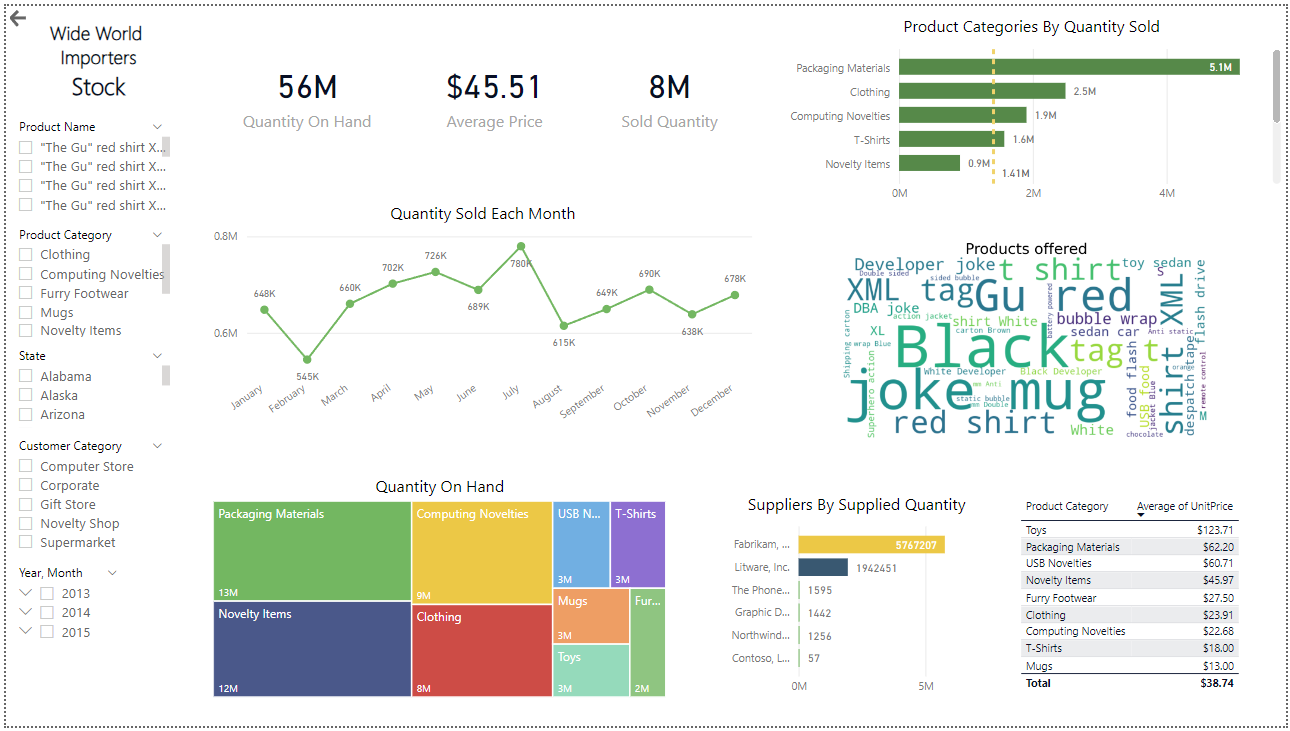 Wide World
Importers
Stock
Product Name
"The Gu" red shirt X...
"The Gu" red shirt X...
"The Gu" red shirt X...
"The Gu" red shirt X...
Product Category
Clothing
Computing Novelties
Furry Footwear
Mugs
Novelty Items
State
Alabama
Alaska
Arizona
Customer Category
Computer Store
Corporate
Gift Store
Novelty Shop
Supermarket
Year, Month
2013
2014
2015
56M
Quantity On Hand
$45.51
Average Price
8M
Sold Quantity
Product Categories By Quantity Sold
Packaging Materials 5.1M
Clothing 2.5M
Computing Novelties 1.9M
T-Shirts 1.6M
Novelty Items 0.9M
1.41M
0M 2M 4M
Quantity Sold Each Month
0.8M
0.6M
648K 545K 660K 702K 726K 689K 780K 615K 649K 690K 638K 678K
January February March April May June July August September October November December
Products offered
Developer joke
t shirt
toy sedan
Double sided
sided bubble
S
XML tag
Gu red
XML
flash drive
DBA joke
action jacket
battery powered
bubble wrap
shirt White
Shipping carton
XL
carton Brown
sedan car
Anti static
wrap Blue
Black
tag t
White Developer
Black Developer
orange
joke mug
mm Anti
static bubble
mm Double
Superhero action
food flash
USB food
jacket Blue
shirt
despatch tape
remote control
M
red shirt
White
chocolate
Quantity On Hand
Packaging Materials
13M
Novelty Items
12M
Computing Novelties
9M
Clothing
8M
USB N...
3M
T-Shirts
3M
Mugs
3M
Toys
3M
Fur...
2M
Suppliers By Supplied Quantity
Fabrikam, ... 5767207
Litware, Inc. 1942451
The Phone... 1595
Graphic D... 1442
Northwind... 1256
Contoso, L... 57
0M 5M
Product Category Average of UnitPrice
Toys $123.71
Packaging Materials $62.20
USB Novelties $60.71
Novelty Items $45.97
Furry Footwear $27.50
Clothing $23.91
Computing Novelties $22.68
T-Shirts $18.00
Mugs $13.00
Total $38.74